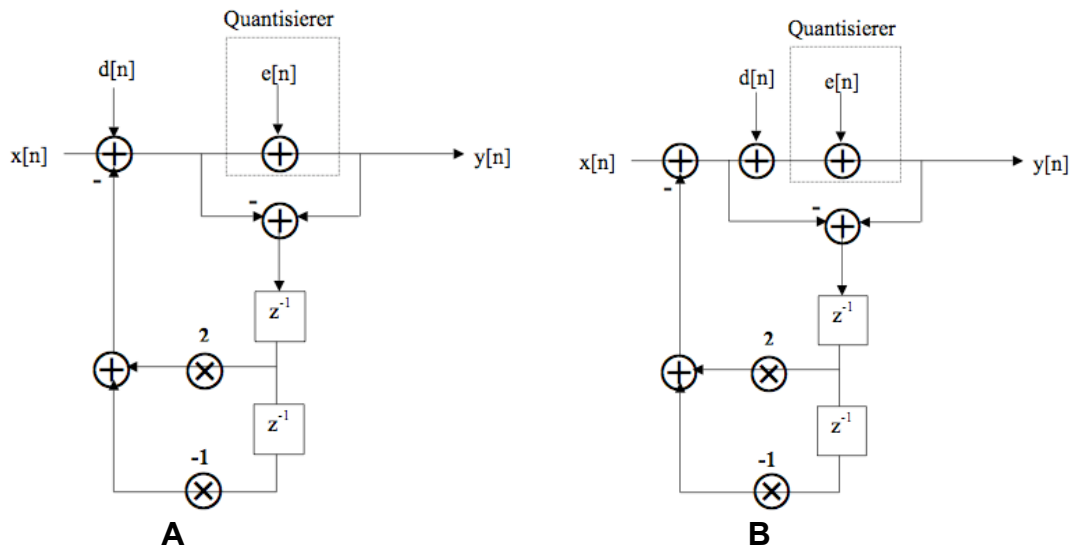 Quantisierer
d[n]
e[n]
x[n]
y[n]
-
-
z-1
2
z-1
-1
A
Quantisierer
d[n]
e[n]
x[n]
y[n]
-
-
z-1
2
z-1
-1
B